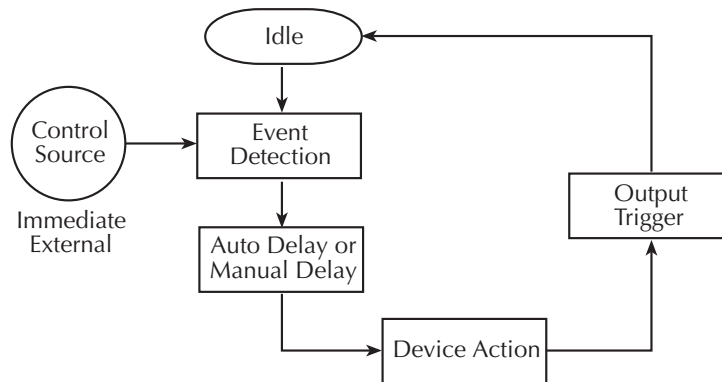 Idle
Control
Source
Immediate
External
Event
Detection
Auto Delay or
Manual Delay
Device Action
Output
Trigger